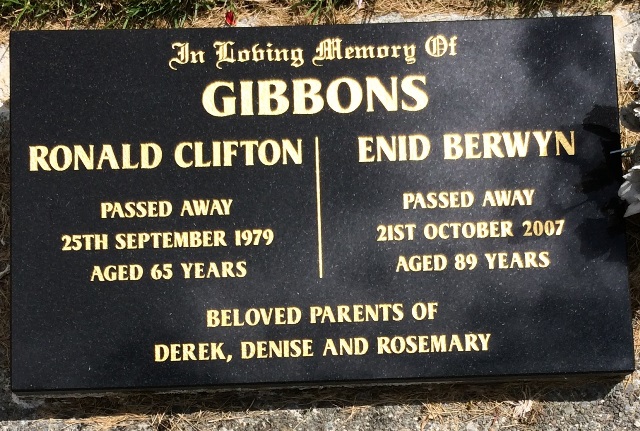 In Loving Memory Of
GIBBONS
RONALD CLIFTON
PASSED AWAY
25TH SEPTEMBER 1979
AGED 65 YEARS
ENID BERWYN
PASSED AWAY
21ST OCTOBER 2007
AGED 89 YEARS
BELOVED PARENTS OF
DEREK, DENISE AND ROSEMARY